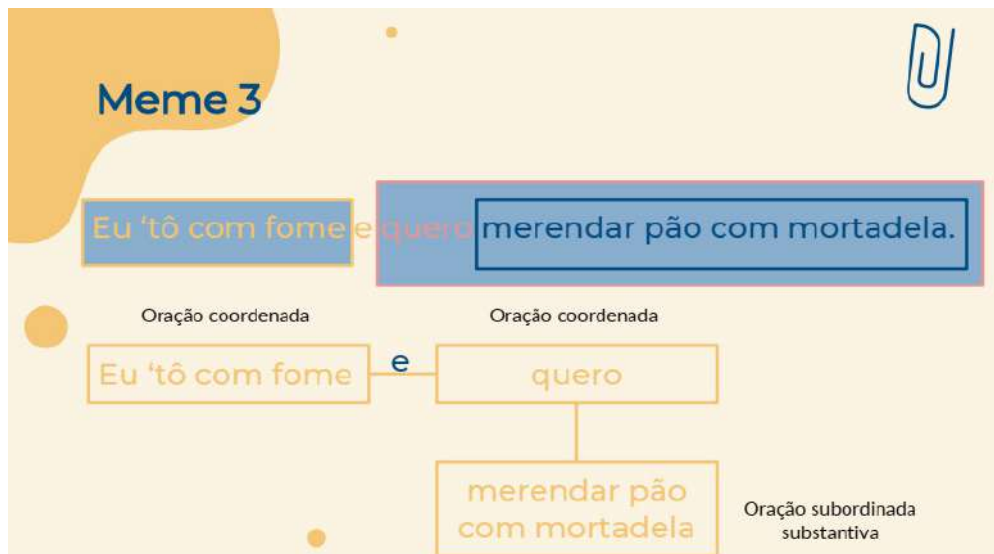 Meme 3
Eu ‘tô com fome e quero merendar pão com mortadela.
Oração coordenada Oração coordenada
Eu ‘tô com fome e quero
merendar pão
com mortadela
Oração subordinada
substantiva